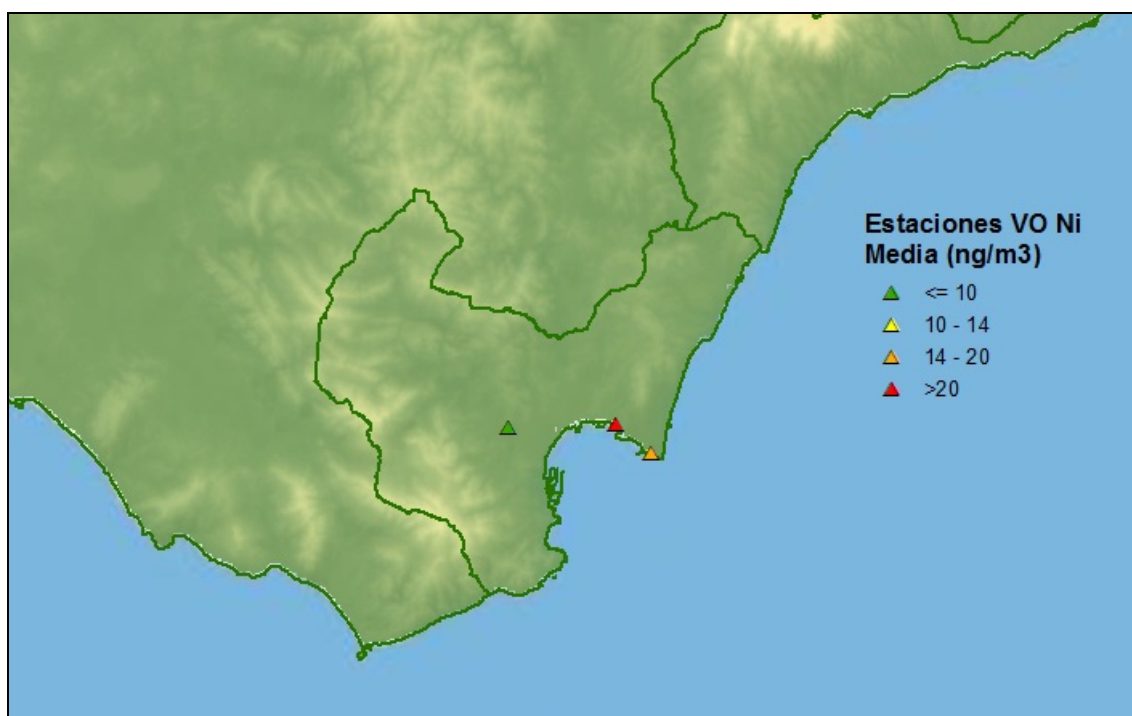 Estaciones VO Ni
Media (ng/m3)
<= 10
10 - 14
14 - 20
>20